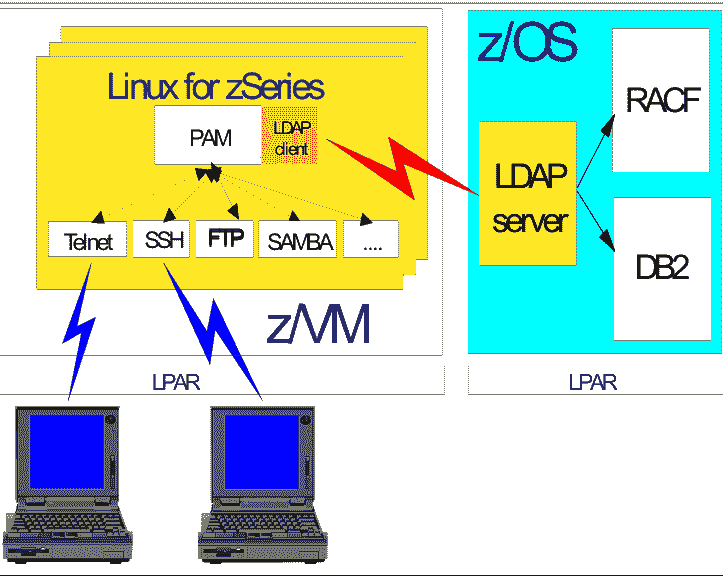 Linux for zSeries
PAM
LDAP
client
Telnet
SSH
FTP
SAMBA
....
z/VM
LPAR
z/OS
RACF
LDAP
server
DB2
LPAR